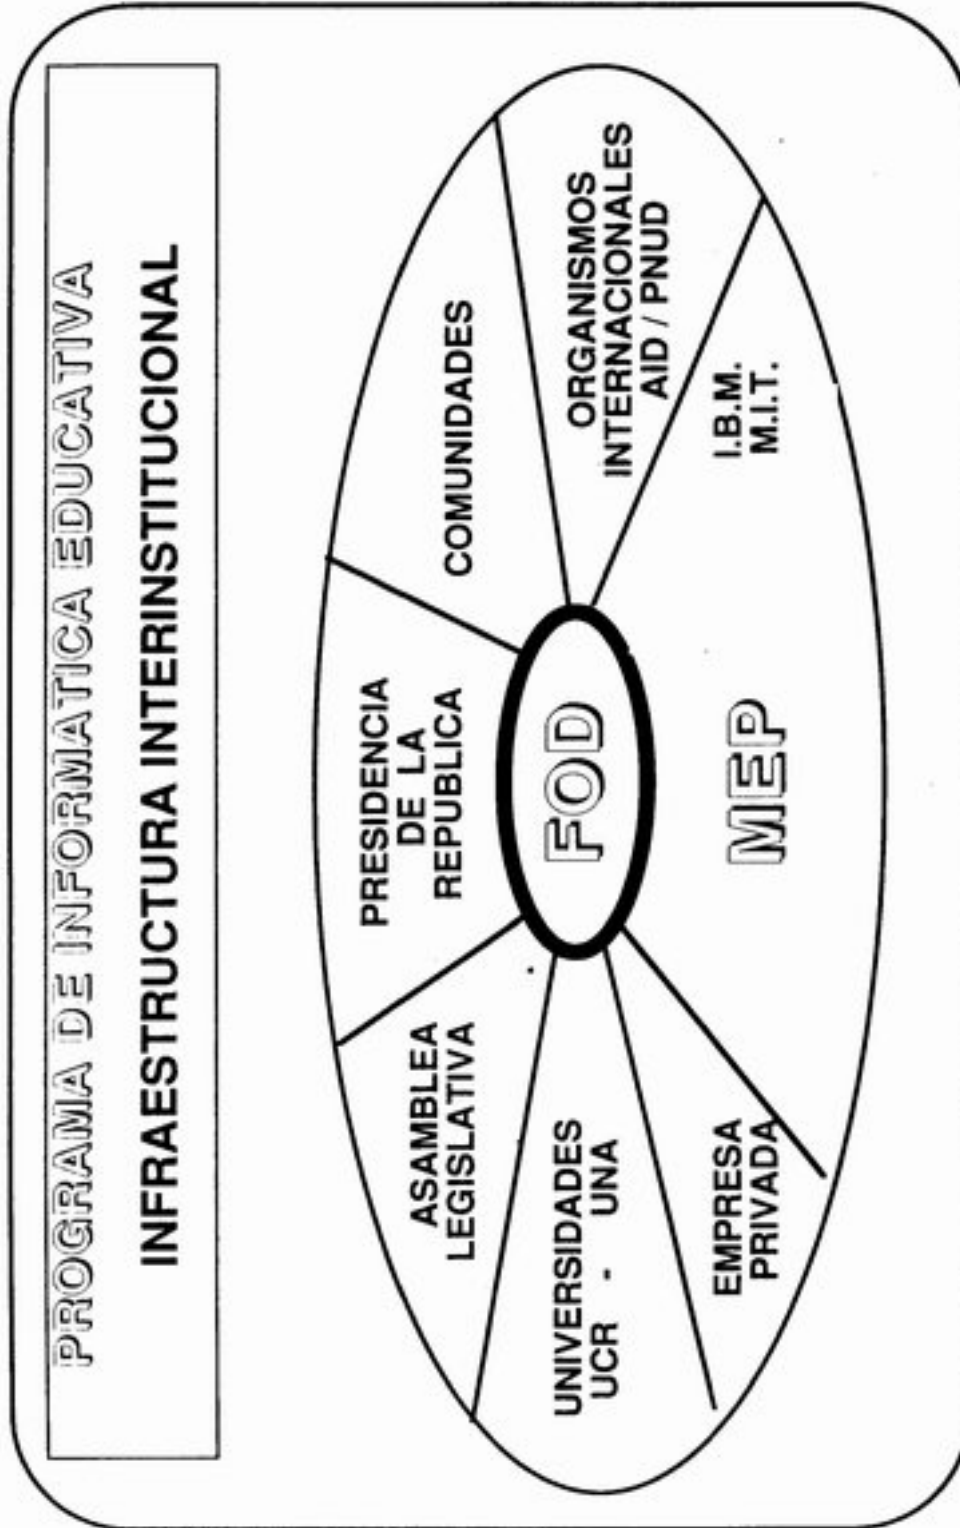 PROGRAMA DE INFORMATICA EDUCATIVA
INFRAESTRUCTURA INTERINSTITUCIONAL
PRESIDENCIA
DE LA
REPUBLICA
COMUNIDADES
ORGANISMOS
INTERNACIONALES
AID / PNUD
I.B.M.
M.I.T.
MEP
EMPRESA
PRIVADA
UNIVERSIDADES
UCR - UNA
ASAMBLEA
LEGISLATIVA
FOD